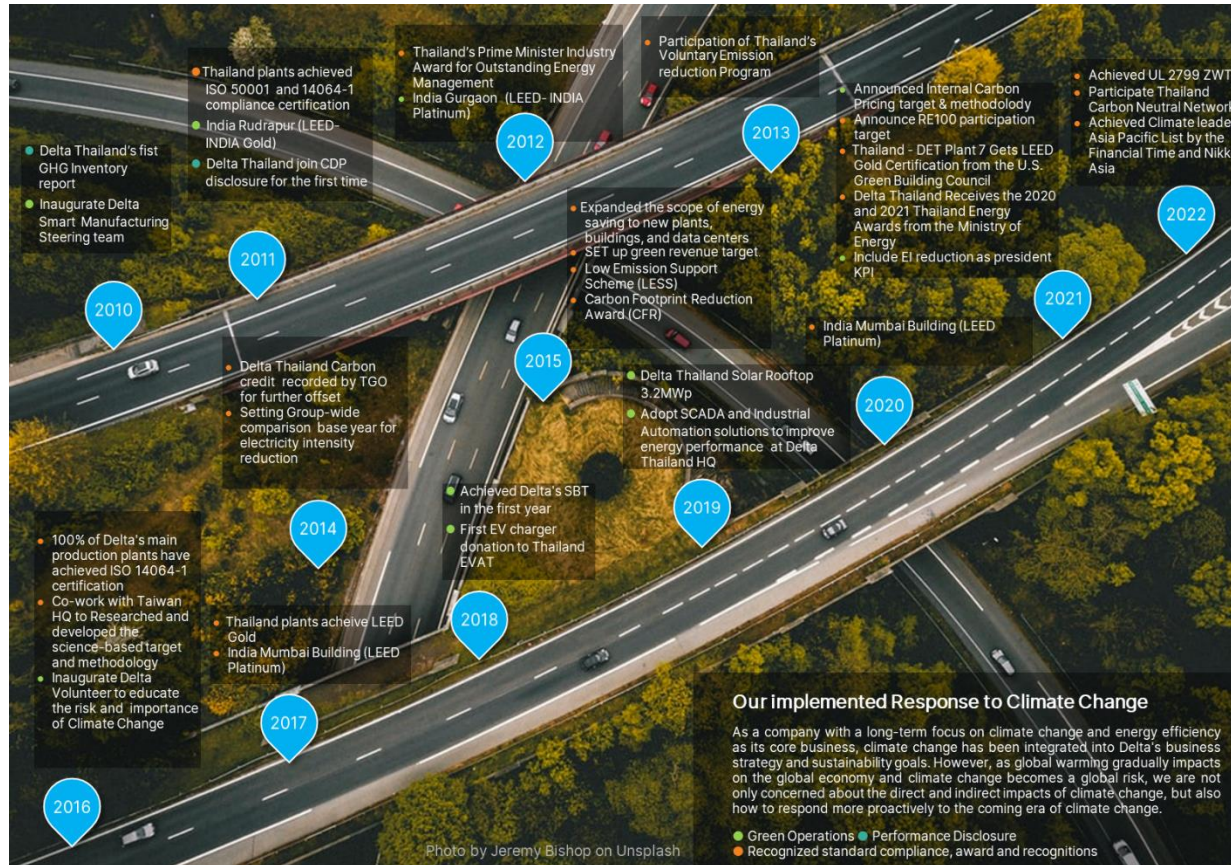 Delta Thailand's fist
GHG Inventory
report
Inaugurate Delta
Smart Manufacturing
Steering team
2010
Thailand plants achieved
ISO 50001 and 14064-1
compliance certification
India Rudrapur (LEED-
INDIA Gold)
Delta Thailand join CDP
disclosure for the first time
2011
Thailand's Prime Minister Industry
Award for Outstanding Energy
Management
India Gurgaon (LEED- INDIA
Platinum)
2012
Participation of Thailand's
Voluntary Emission
reduction Program
2013
Delta Thailand Carbon
credit recorded by TGO
for further offset
Setting Group-wide
comparison base year for
electricity intensity
reduction
2014
Expanded the scope of energy
saving to new plants,
buildings, and data centers
SET up green revenue target
Low Emission Support
Scheme (LESS)
Carbon Footprint Reduction
Award (CFR)
2015
100% of Delta's main
production plants have
achieved ISO 14064-1
certification
Co-work with Taiwan
HQ to Researched and
developed the
science-based target
and methodology
Inaugurate Delta
Volunteer to educate
the risk and importance
of Climate Change
2016
Thailand plants acheive LEED
Gold
India Mumbai Building (LEED
Platinum)
2017
Achieved Delta's SBT
in the first year
First EV charger
donation to Thailand
EVAT
2018
Delta Thailand Solar Rooftop
3.2MWp
Adopt SCADA and Industrial
Automation solutions to improve
energy performance at Delta
Thailand HQ
2019
India Mumbai Building (LEED
Platinum)
2020
Announced Internal Carbon
Pricing target & methodolody
Announce RE100 participation
target
Thailand - DET Plant 7 Gets LEED
Gold Certification from the U.S.
Green Building Council
Delta Thailand Receives the 2020
and 2021 Thailand Energy
Awards from the Ministry of
Energy
Include EI reduction as president
KPI
2021
Achieved UL 2799 ZWT
Participate Thailand
Carbon Neutral Network
Achieved Climate leade
Asia Pacific List by the
Financial Time and Nikk
Asia
2022
Our implemented Response to Climate Change
As a company with a long-term focus on climate change and energy efficiency
as its core business, climate change has been integrated into Delta's business
strategy and sustainability goals. However, as global warming gradually impacts
on the global economy and climate change becomes a global risk, we are not
only concerned about the direct and indirect impacts of climate change, but also
how to respond more proactively to the coming era of climate change.
Green Operations Performance Disclosure
Recognized standard compliance, award and recognitions
Photo by Jeremy Bishop on Unsplash